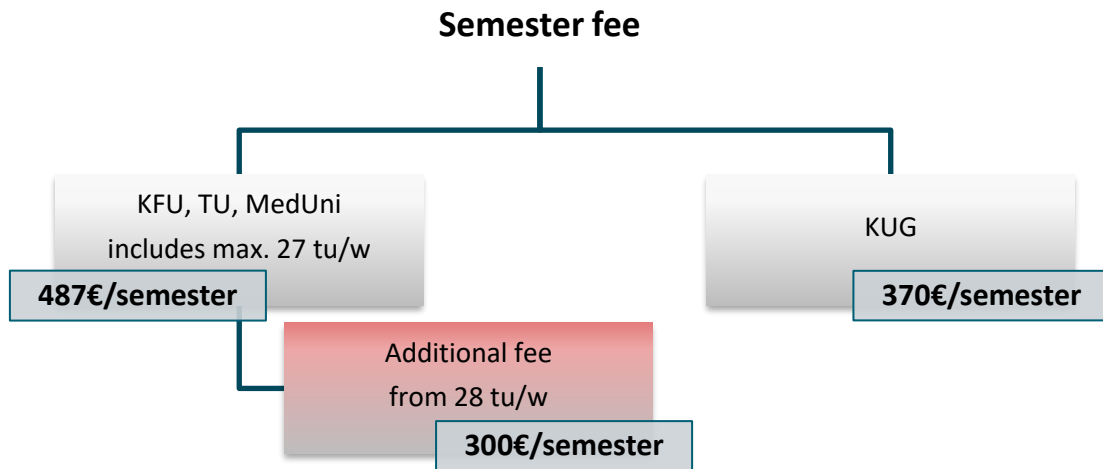 Semester fee
KFU, TU, MedUni
includes max. 27 tu/w
487€/semester
KUG
370€/semester
Additional fee
from 28 tu/w
300€/semester